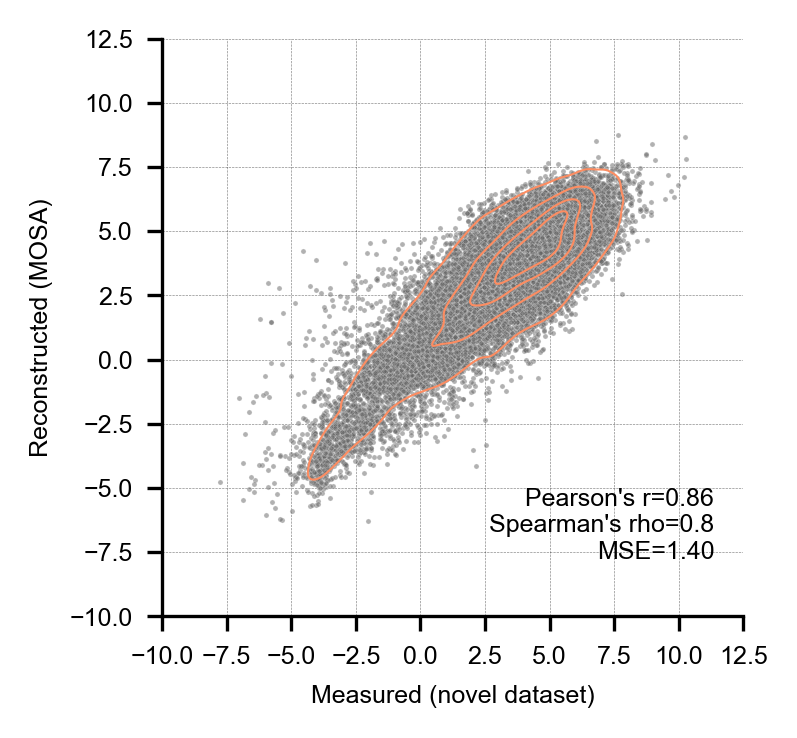 12.5
10.0
7.5
5.0
2.5
0.0
−2.5
−5.0
−7.5
−10.0
Reconstructed (MOSA)
Pearson's r=0.86
Spearman's rho=0.8
MSE=1.40
−10.0 −7.5 −5.0 −2.5 0.0 2.5 5.0 7.5 10.0 12.5
Measured (novel dataset)